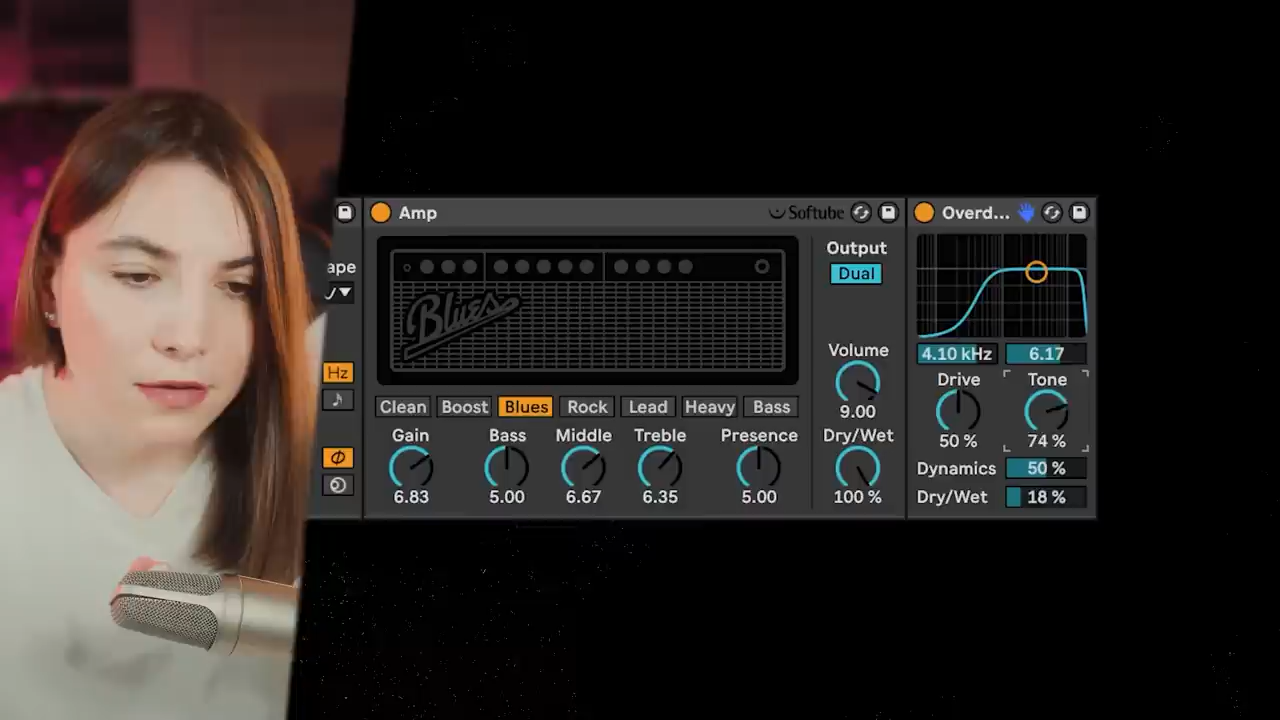 ape
Hz
Amp
Softube
Blues
Clean
Boost
Blues
Rock
Lead
Heavy
Bass
Gain
6.83
Bass
5.00
Middle
6.67
Treble
6.35
Presence
5.00
Output
Dual
Volume
9.00
Dry/Wet
100 %
Overd...
4.10 kHz
6.17
Drive
50 %
Tone
74 %
Dynamics
50 %
Dry/Wet
18 %